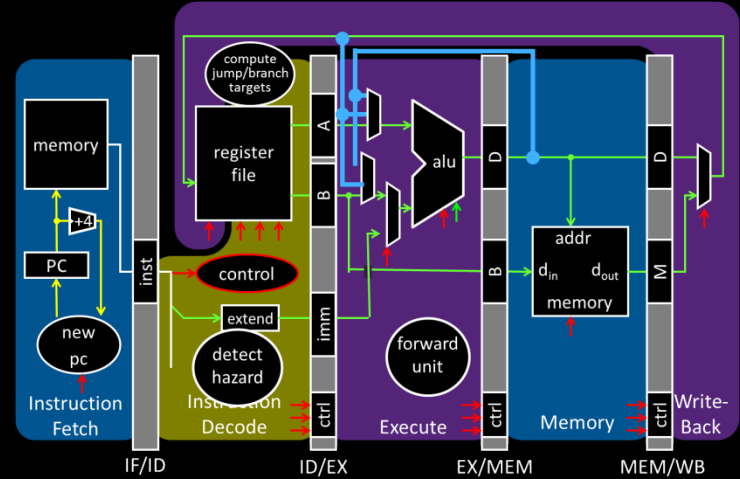 compute
jump/branch
targets
memory
register
file
A
B
alu
D
D
+4
PC
new
pc
inst
control
extend
detect
hazard
imm
forward
unit
B
addr
din
dout
memory
M
ctrl
ctrl
ctrl
Instruction
Fetch
Instruction
Decode
Execute
Memory
Write-
Back
IF/ID
ID/EX
EX/MEM
MEM/WB